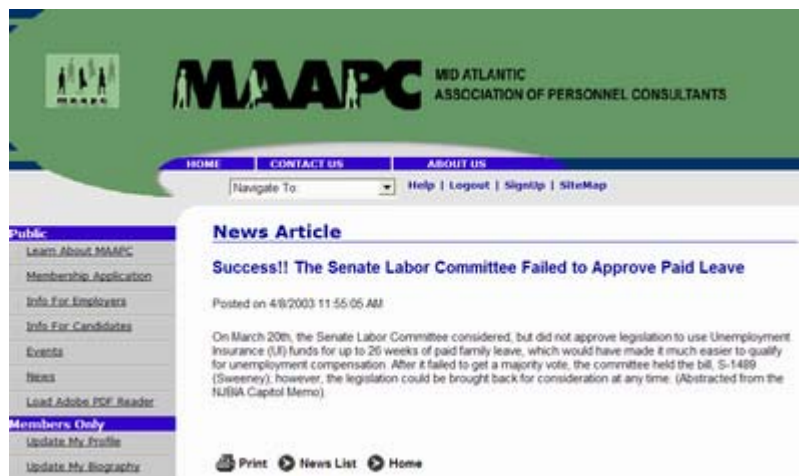 MAAPC
MAAPC
MID ATLANTIC
ASSOCIATION OF PERSONNEL CONSULTANTS
HOME
CONTACT US
ABOUT US
Navigate To:
Help | Logout | SignUp | SiteMap
Public
Learn About MAAPC
Membership Application
Info For Employers
Info For Candidates
Events
News
Load Adobe PDF Reader
Members Only
Update My Profile
Update My Biography
News Article
Success!! The Senate Labor Committee Failed to Approve Paid Leave
Posted on 4/8/2003 11:55:05 AM
On March 20th, the Senate Labor Committee considered, but did not approve legislation to use Unemployment
Insurance (UI) funds for up to 26 weeks of paid family leave, which would have made it much easier to qualify
for unemployment compensation. After it failed to get a majority vote, the committee held the bill, S-1489
(Sweeney); however, the legislation could be brought back for consideration at any time. (Abstracted from the
NJBIA Capitol Memo).
Print
News List
Home